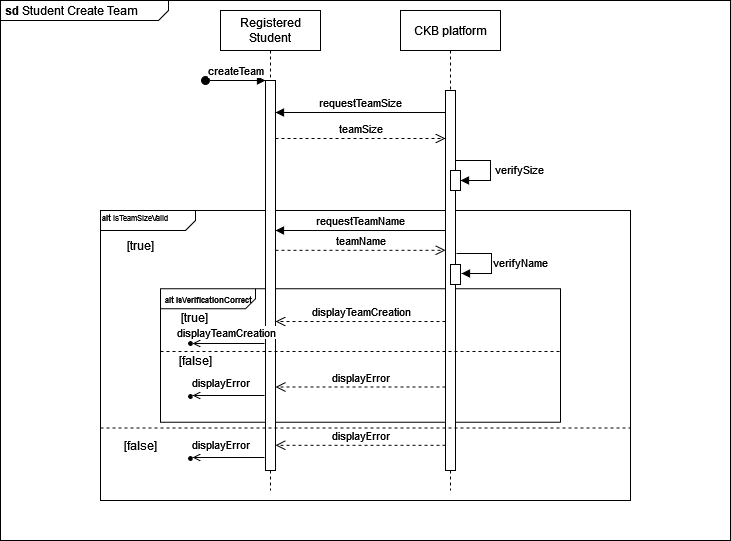 sd Student Create Team
Registered
Student
CKB platform
createTeam
requestTeamSize
teamSize
verifySize
alt isTeamSizeValid
requestTeamName
[true]
teamName
verifyName
alt isVerificationCorrect
[true]
displayTeamCreation
displayTeamCreation
[false]
displayError
displayError
[false]
displayError
displayError